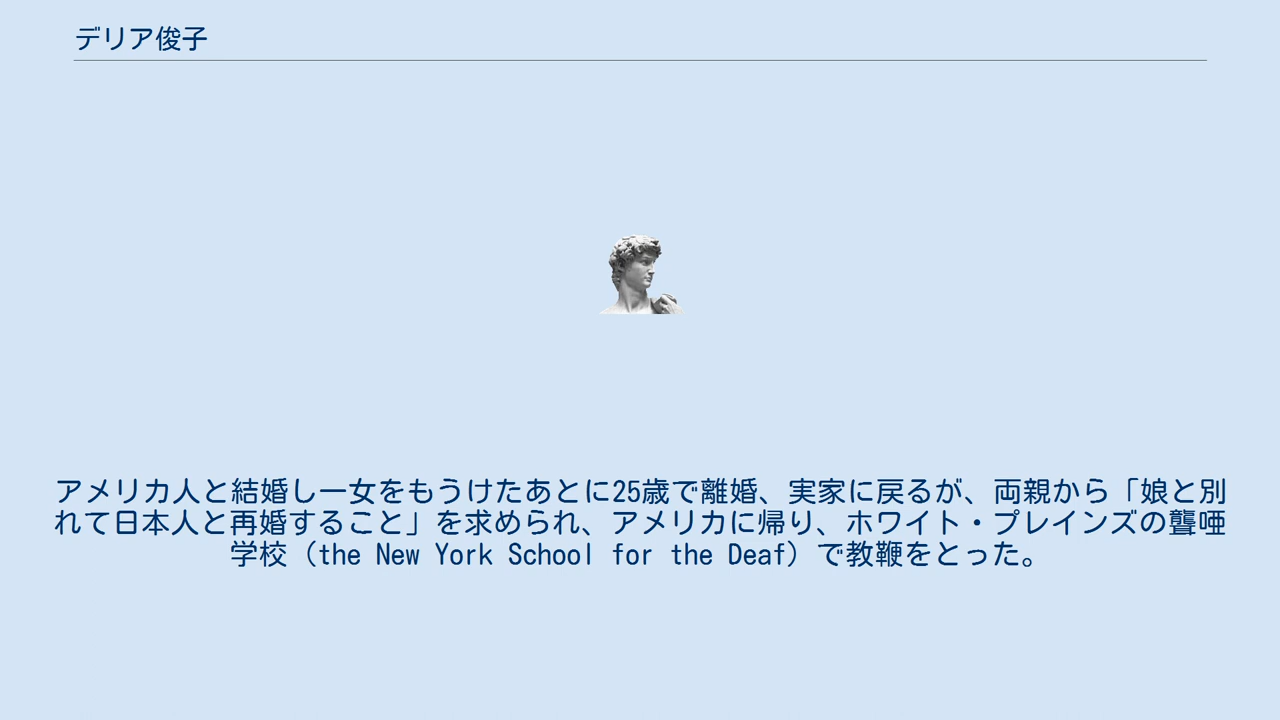 デリア俊子
アメリカ人と結婚し一女をもうけたあとに25歳で離婚、実家に戻るが、両親から「娘と別
れて日本人と再婚すること」を求められ、アメリカに帰り、ホワイト・プレインズの聾唖
学校（the New York School for the Deaf）で教鞭をとった。